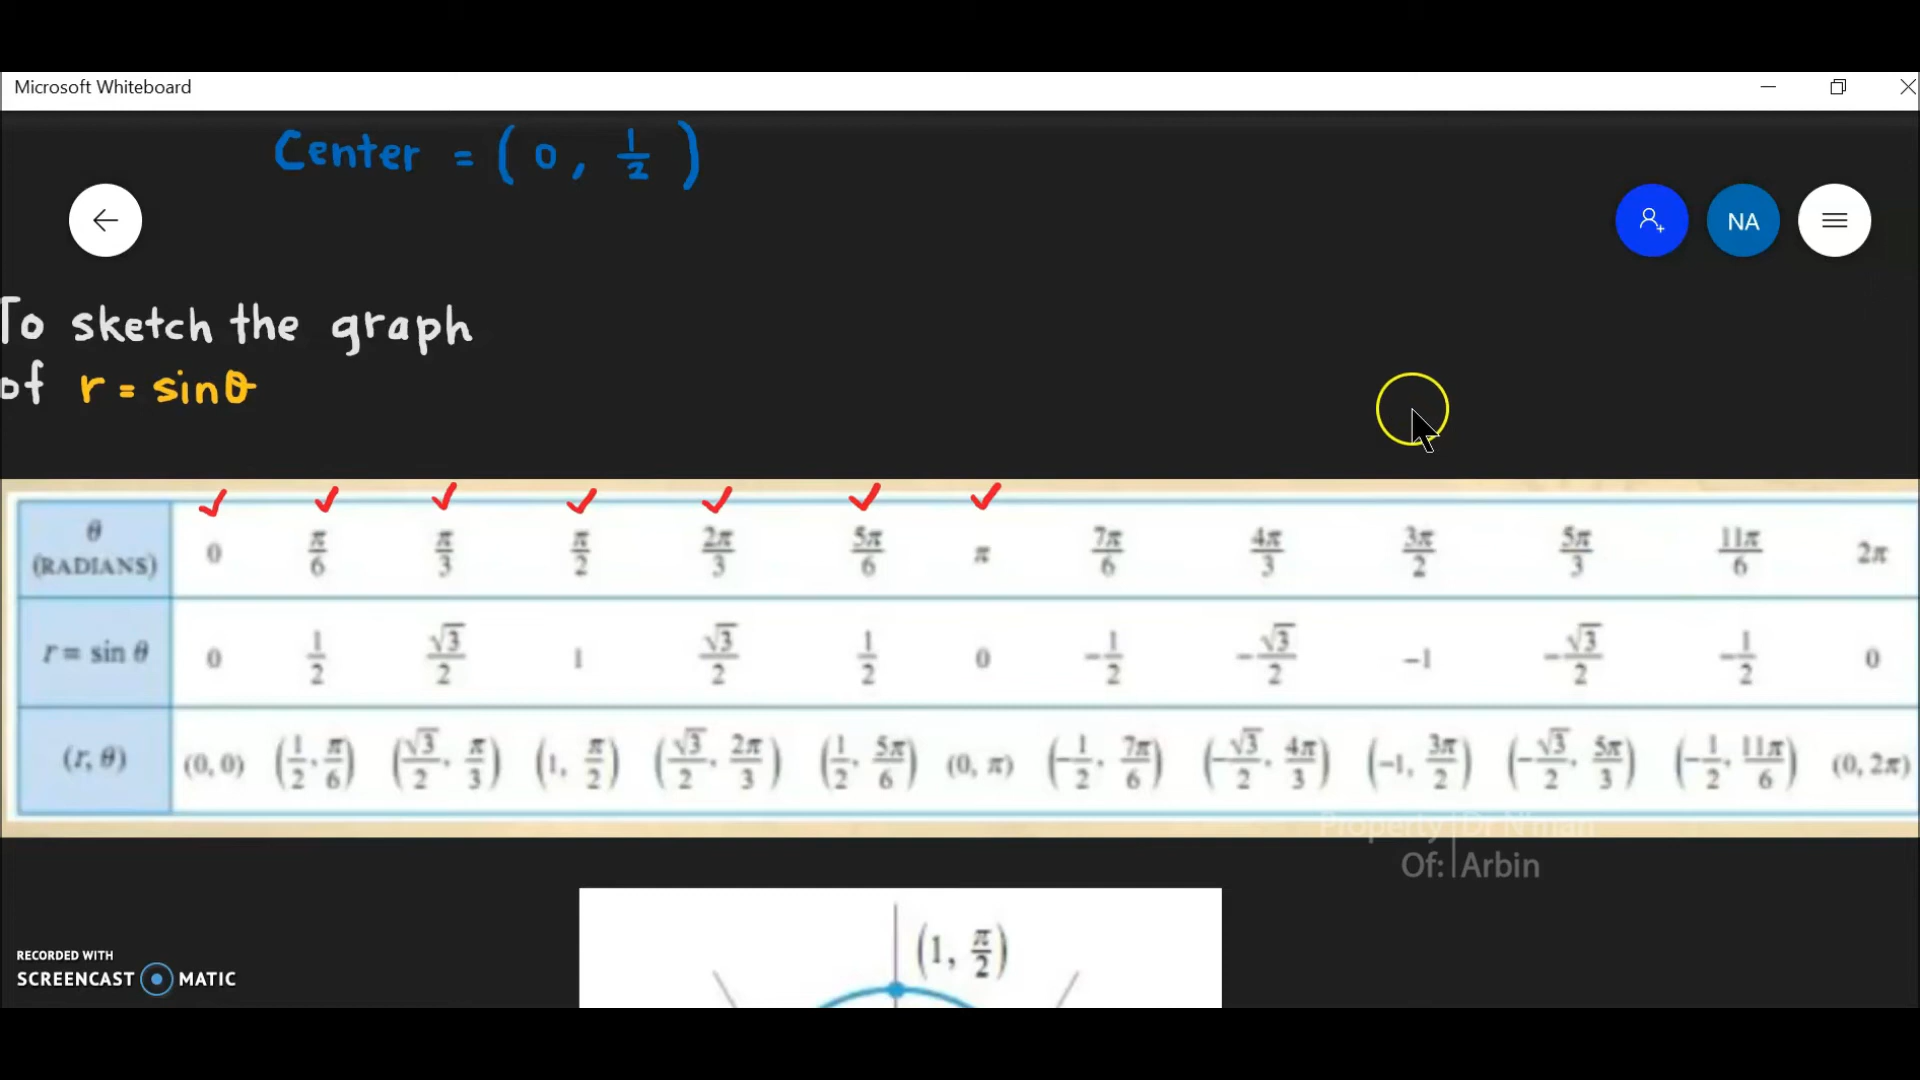 Microsoft Whiteboard
Center = ( 0 , 1/2 )
NA
To sketch the graph
of r = sinθ
θ (RADIANS) 0 π/6 π/3 π/2 2π/3 5π/6 π 7π/6 4π/3 3π/2 5π/3 11π/6 2π
r = sin θ 0 1/2 √3/2 1 √3/2 1/2 0 -1/2 -√3/2 -1 -√3/2 -1/2 0
(r, θ) (0, 0) (1/2, π/6) (√3/2, π/3) (1, π/2) (√3/2, 2π/3) (1/2, 5π/6) (0, π) (-1/2, 7π/6) (-√3/2, 4π/3) (-1, 3π/2) (-√3/2, 5π/3) (-1/2, 11π/6) (0, 2π)
Property Dr N'man
Of: Arbin
(1, π/2)
RECORDED WITH
SCREENCAST MATIC